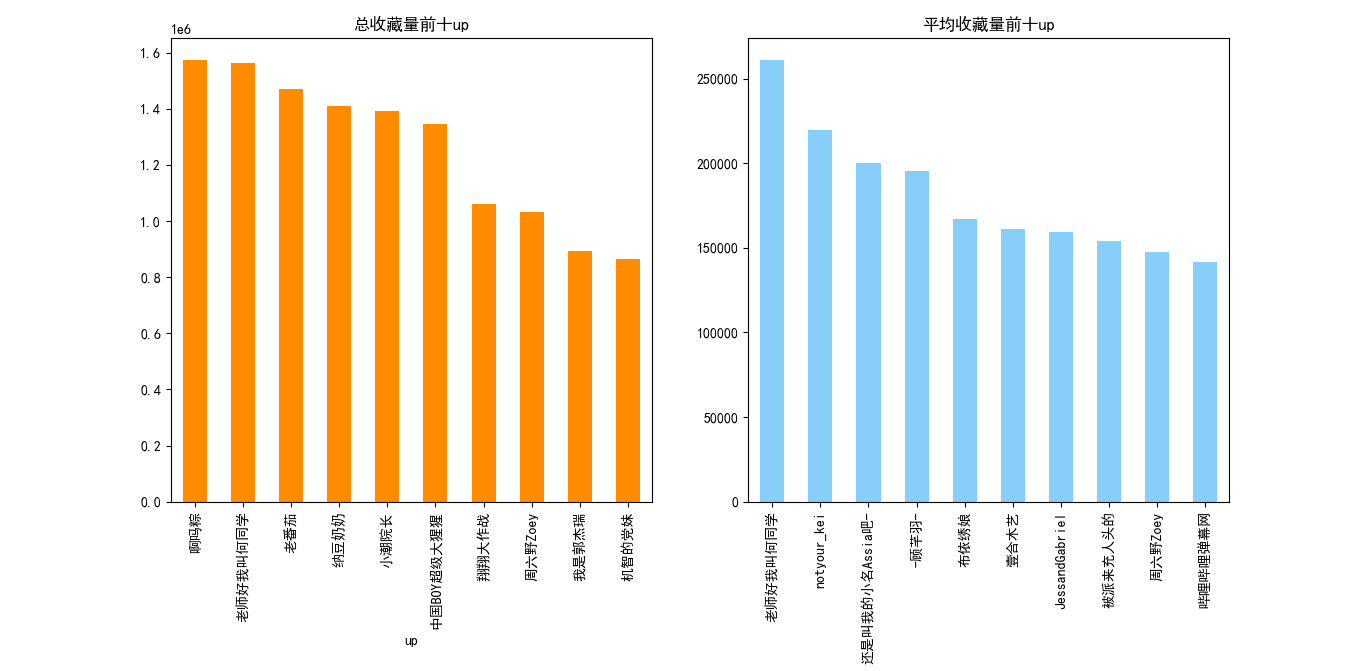 总收藏量前十up
1e6
1.6
1.4
1.2
1.0
0.8
0.6
0.4
0.2
0.0
啊吗粽
老师好我叫何同学
老番茄
纳豆奶奶
小潮院长
中国BOY超级大猩猩
翔翔大作战
周六野Zoey
我是郭杰瑞
机智的党妹
up
平均收藏量前十up
250000
200000
150000
100000
50000
0
老师好我叫何同学
notyour_kei
还是叫我的小名Assia吧-
-顾芊羽-
布依绣娘
壹合木艺
JessandGabriel
被派来充人头的
周六野Zoey
哔哩哔哩弹幕网